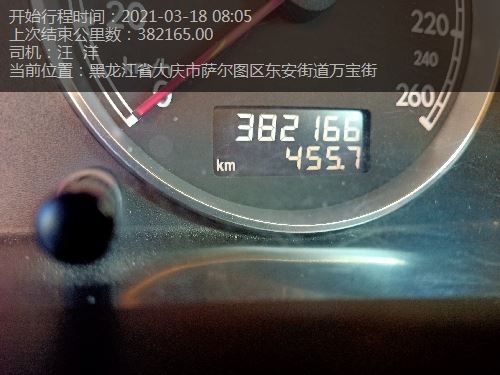 开始行程时间：2021-03-18 08:05
上次结束公里数：382165.00
司机：汪  洋
当前位置：黑龙江省大庆市萨尔图区东安街道万宝街
220
240
260
382166
km 455.7